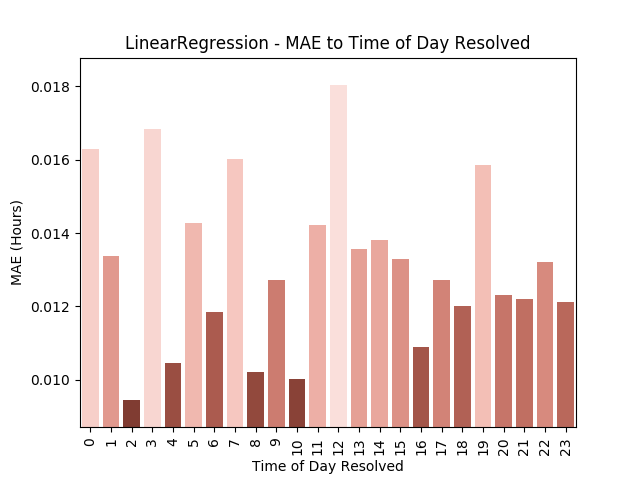 LinearRegression - MAE to Time of Day Resolved
0.018
0.016
0.014
0.012
0.010
MAE (Hours)
0 1 2 3 4 5 6 7 8 9 10 11 12 13 14 15 16 17 18 19 20 21 22 23
Time of Day Resolved